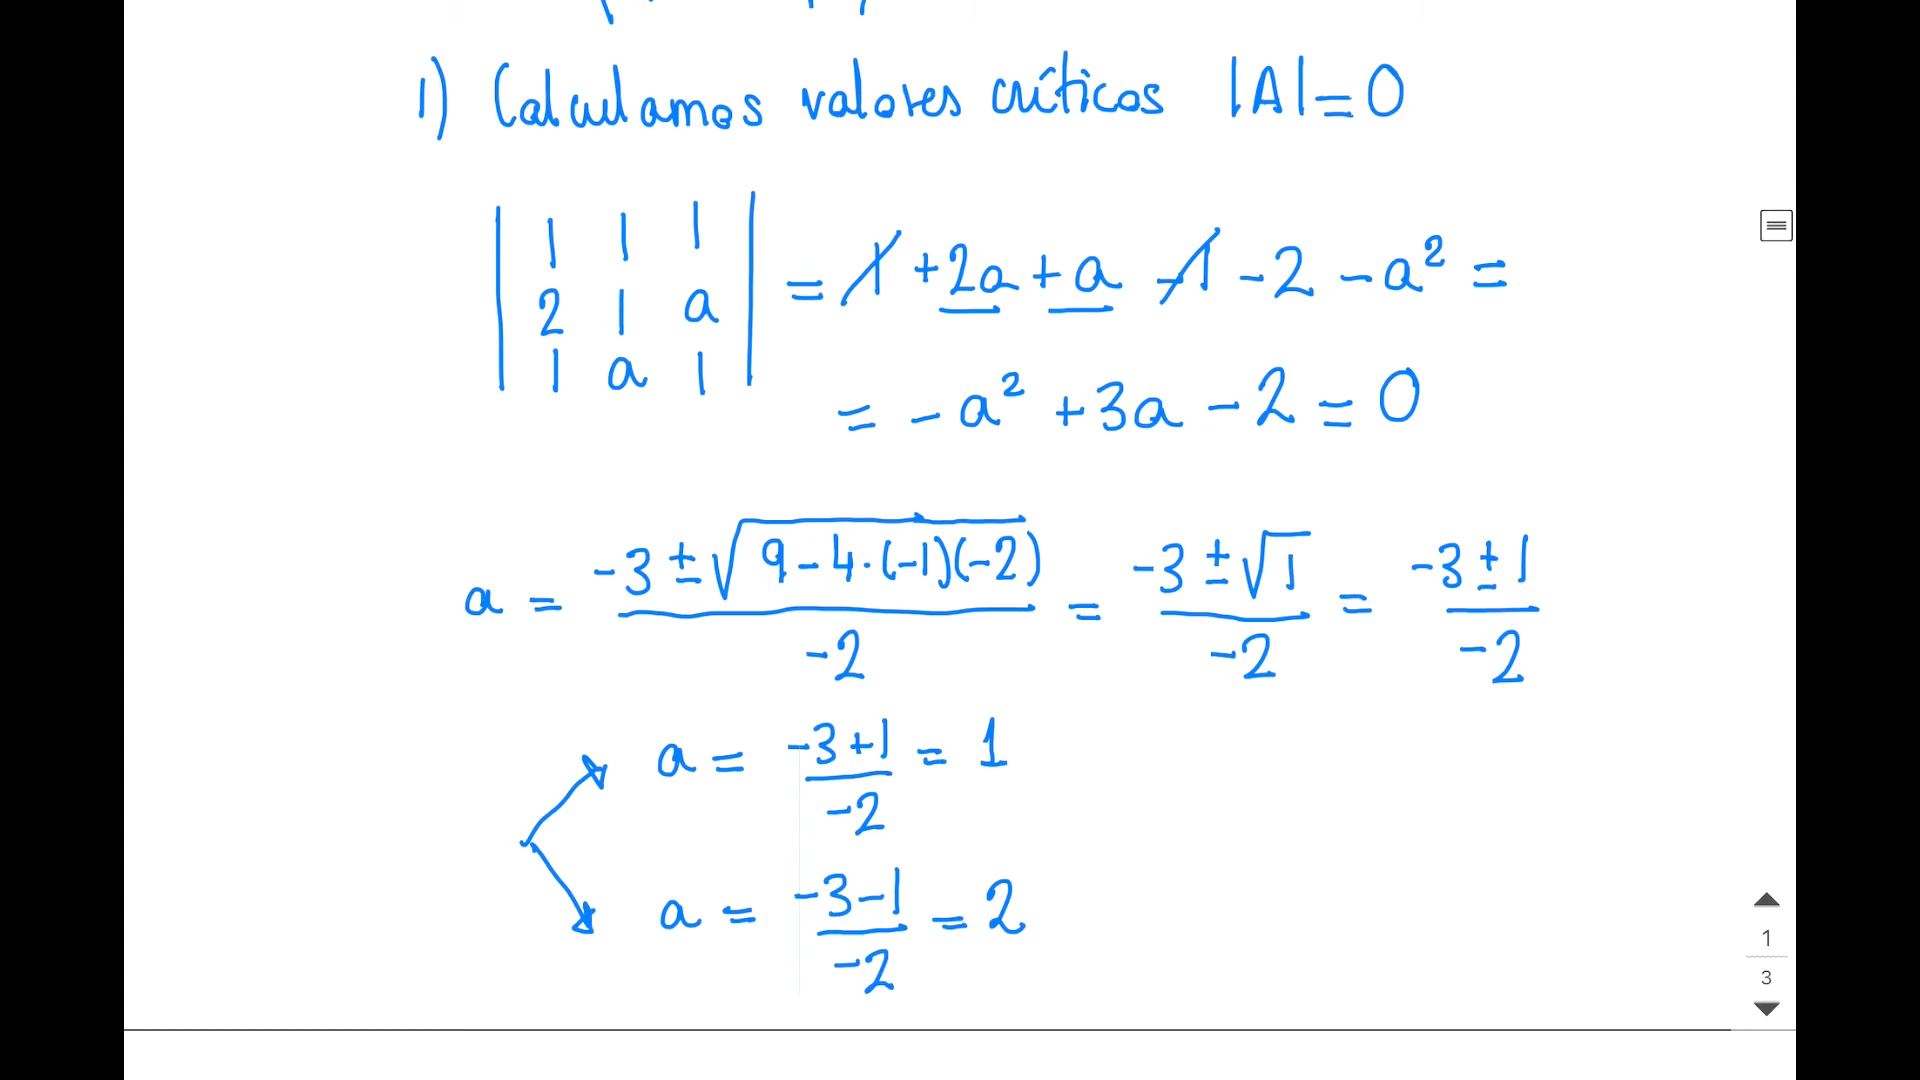 1) Calculamos valores críticos |A|=0
| 1 1 1 |
| 2 1 a | = 1 +2a +a -1 -2 -a² =
| 1 a 1 |
= -a² +3a -2 = 0
a = (-3 ± √(9-4·(-1)(-2)))/-2 = (-3 ± √1)/-2 = (-3 ± 1)/-2
a = (-3+1)/-2 = 1
a = (-3-1)/-2 = 2
1
3